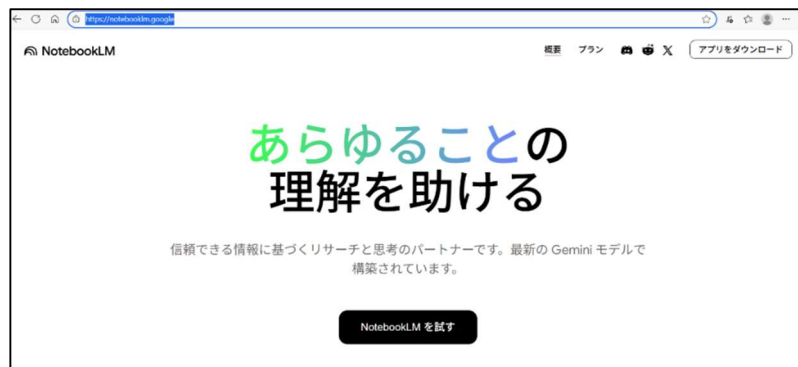 https://notebooklm.google
NotebookLM
概要 プラン アプリをダウンロード
あらゆることの
理解を助ける
信頼できる情報に基づくリサーチと思考のパートナーです。最新の Gemini モデルで
構築されています。
NotebookLM を試す